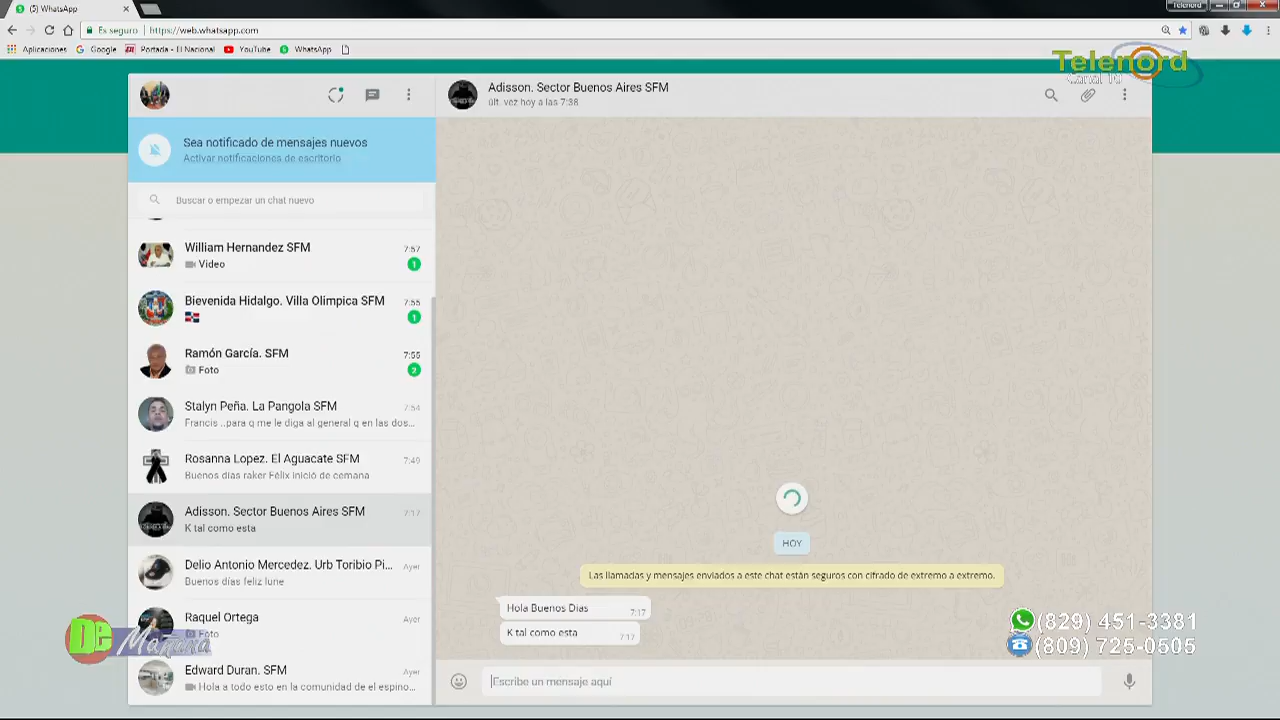 (5) WhatsApp
Telenord
Es seguro
https://web.whatsapp.com
Aplicaciones
Google
Portada - El Nacional
YouTube
WhatsApp
Telenord
Canal 10
Adisson. Sector Buenos Aires SFM
últ. vez hoy a las 7:38
Sea notificado de mensajes nuevos
Activar notificaciones de escritorio
Buscar o empezar un chat nuevo
William Hernandez SFM
7:57
Video
1
Bievenida Hidalgo. Villa Olimpica SFM
7:55
1
Ramón García. SFM
7:55
Foto
2
Stalyn Peña. La Pangola SFM
7:54
Francis ..para q me le diga al general q en las dos...
Rosanna Lopez. El Aguacate SFM
7:49
Buenos días raker Félix inició de cemana
Adisson. Sector Buenos Aires SFM
7:17
K tal como esta
Delio Antonio Mercedez. Urb Toribio Pi...
Ayer
Buenos días feliz lune
Raquel Ortega
Ayer
Foto
Edward Duran. SFM
Ayer
Hola a todo esto en la comunidad de el espino...
De Mañana
HOY
Las llamadas y mensajes enviados a este chat están seguros con cifrado de extremo a extremo.
Hola Buenos Dias
7:17
K tal como esta
7:17
(829) 451-3381
(809) 725-0505
Escribe un mensaje aquí